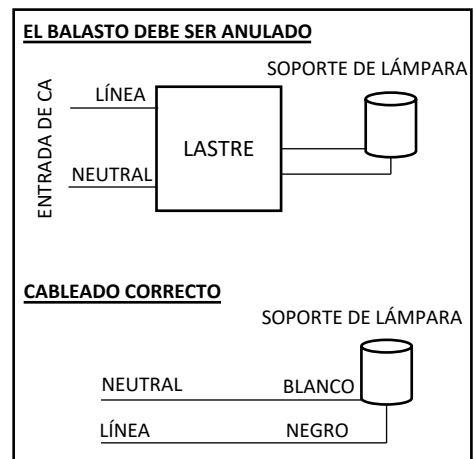 EL BALASTO DEBE SER ANULADO
SOPORTE DE LÁMPARA
ENTRADA DE CA
LÍNEA
LASTRE
NEUTRAL
CABLEADO CORRECTO
SOPORTE DE LÁMPARA
NEUTRAL BLANCO
LÍNEA NEGRO